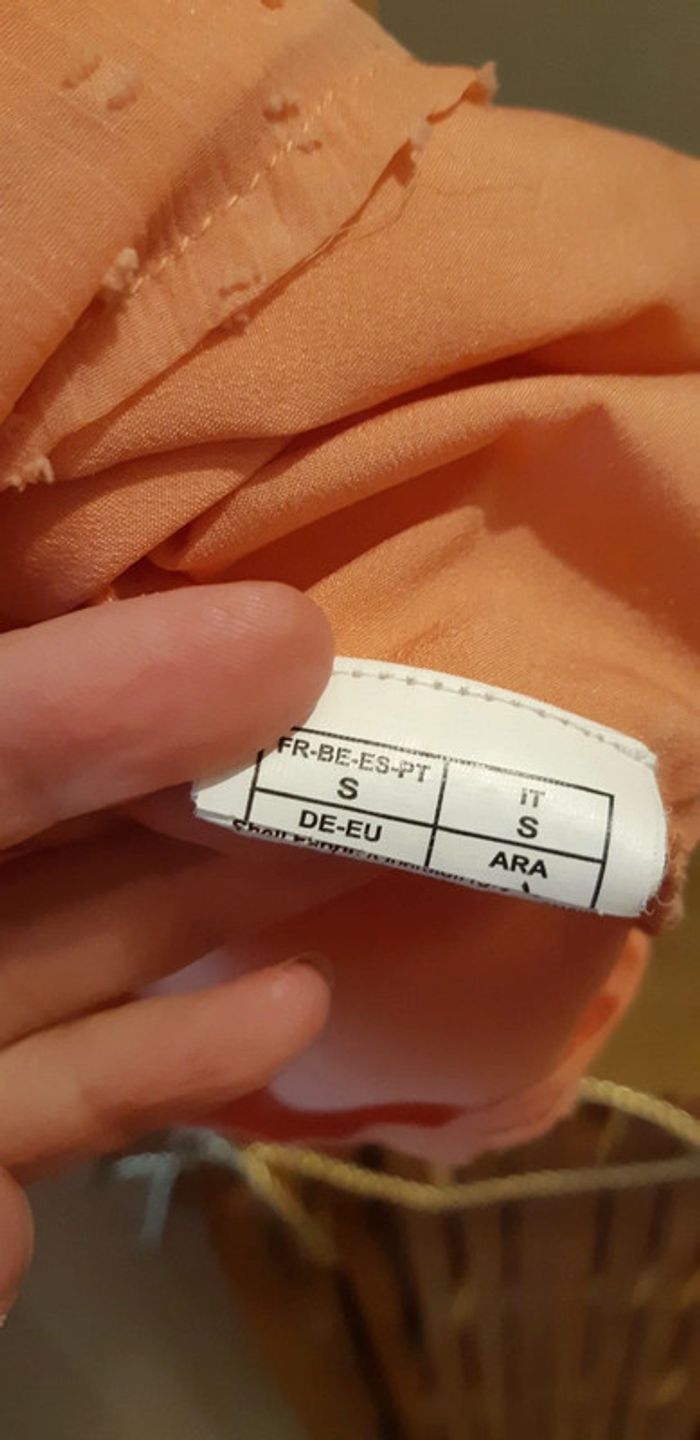 FR-BE-ES-PT IT
S S
DE-EU ARA